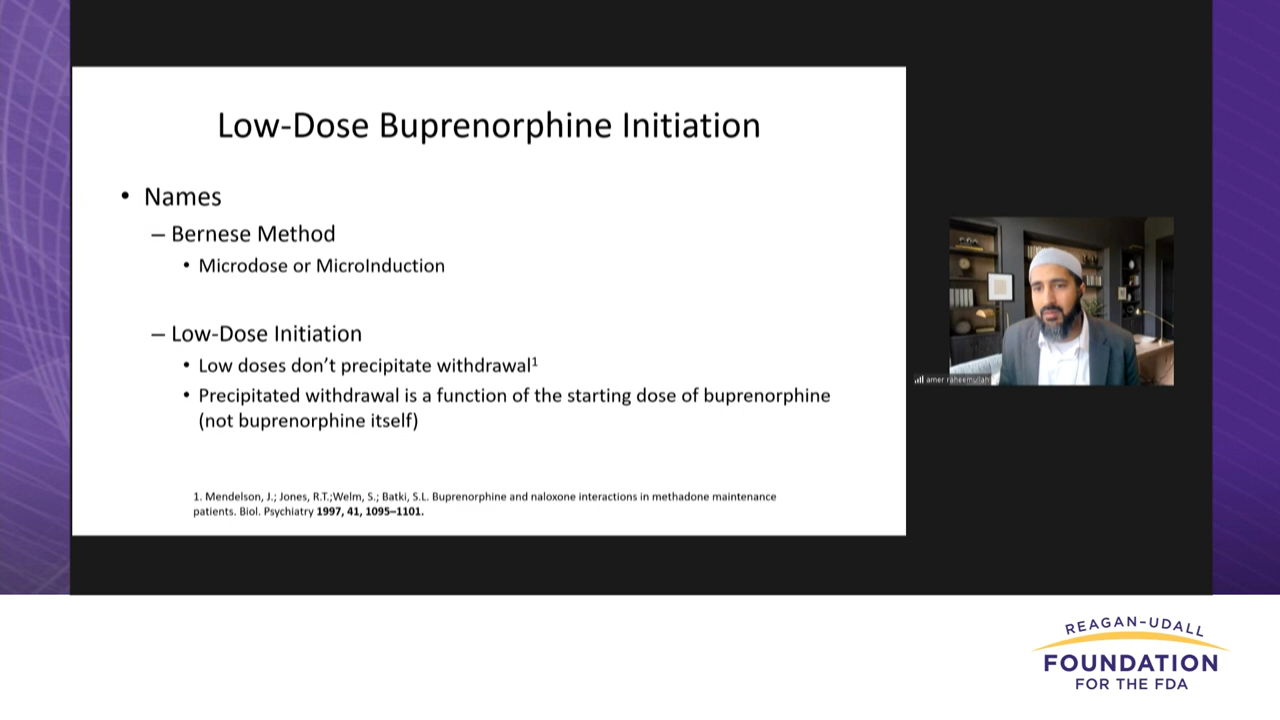 Low-Dose Buprenorphine Initiation
• Names
– Bernese Method
• Microdose or MicroInduction
– Low-Dose Initiation
• Low doses don’t precipitate withdrawal¹
• Precipitated withdrawal is a function of the starting dose of buprenorphine
(not buprenorphine itself)
1. Mendelson, J.; Jones, R.T.;Welm, S.; Batki, S.L. Buprenorphine and naloxone interactions in methadone maintenance
patients. Biol. Psychiatry 1997, 41, 1095–1101.
amer raheemullah
REAGAN-UDALL
FOUNDATION
FOR THE FDA